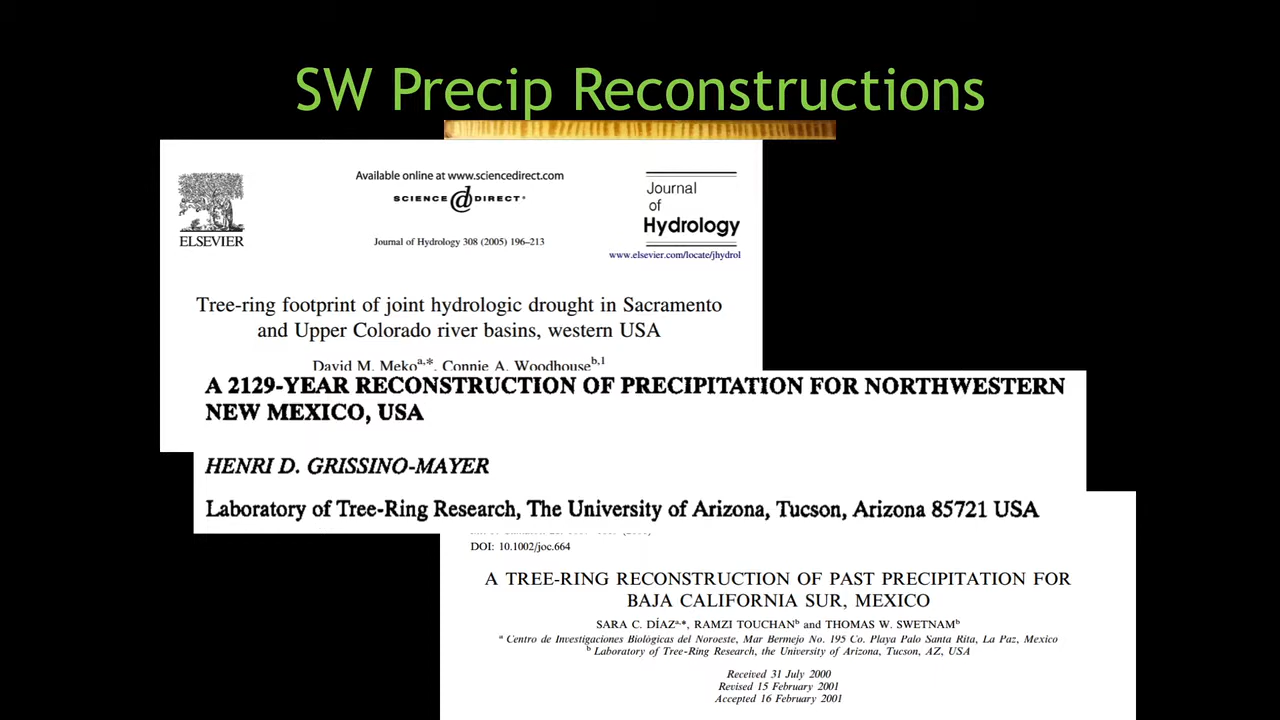 SW Precip Reconstructions
Available online at www.sciencedirect.com
SCIENCE @ DIRECT®
ELSEVIER
Journal of Hydrology 308 (2005) 196–213
Journal
of
Hydrology
www.elsevier.com/locate/jhydrol
Tree-ring footprint of joint hydrologic drought in Sacramento
and Upper Colorado river basins, western USA
David M. Meko^a,*, Connie A. Woodhouse^b,1
A 2129-YEAR RECONSTRUCTION OF PRECIPITATION FOR NORTHWESTERN
NEW MEXICO, USA
HENRI D. GRISSINO-MAYER
Laboratory of Tree-Ring Research, The University of Arizona, Tucson, Arizona 85721 USA
DOI: 10.1002/joc.664
A TREE-RING RECONSTRUCTION OF PAST PRECIPITATION FOR
BAJA CALIFORNIA SUR, MEXICO
SARA C. DÍAZ^a,*, RAMZI TOUCHAN^b and THOMAS W. SWETNAM^b
^a Centro de Investigaciones Biológicas del Noroeste, Mar Bermejo No. 195 Co. Playa Palo Santa Rita, La Paz, Mexico
^b Laboratory of Tree-Ring Research, the University of Arizona, Tucson, AZ, USA
Received 31 July 2000
Revised 15 February 2001
Accepted 16 February 2001